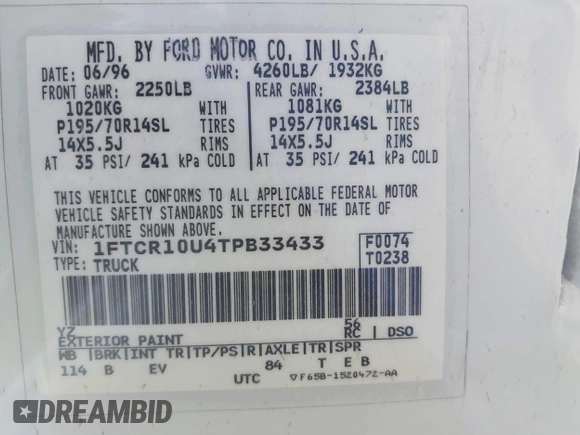 MFD. BY FORD MOTOR CO. IN U.S.A.
DATE: 06/96 GVWR: 4260LB/ 1932KG
FRONT GAWR: 2250LB REAR GAWR: 2384LB
1020KG WITH 1081KG WITH
P195/70R14SL TIRES P195/70R14SL TIRES
14X5.5J RIMS 14X5.5J RIMS
AT 35 PSI/ 241 kPa COLD AT 35 PSI/ 241 kPa COLD
THIS VEHICLE CONFORMS TO ALL APPLICABLE FEDERAL MOTOR
VEHICLE SAFETY STANDARDS IN EFFECT ON THE DATE OF
MANUFACTURE SHOWN ABOVE.
VIN: 1FTCR10U4TPB33433 F0074
TYPE: TRUCK T0238
YZ 56
EXTERIOR PAINT RC DSO
WB BRK INT TR TP/PS R AXLE TR SPR
114 B EV 84 T E B
UTC ▽F65B-1520472-AA
DREAMBID